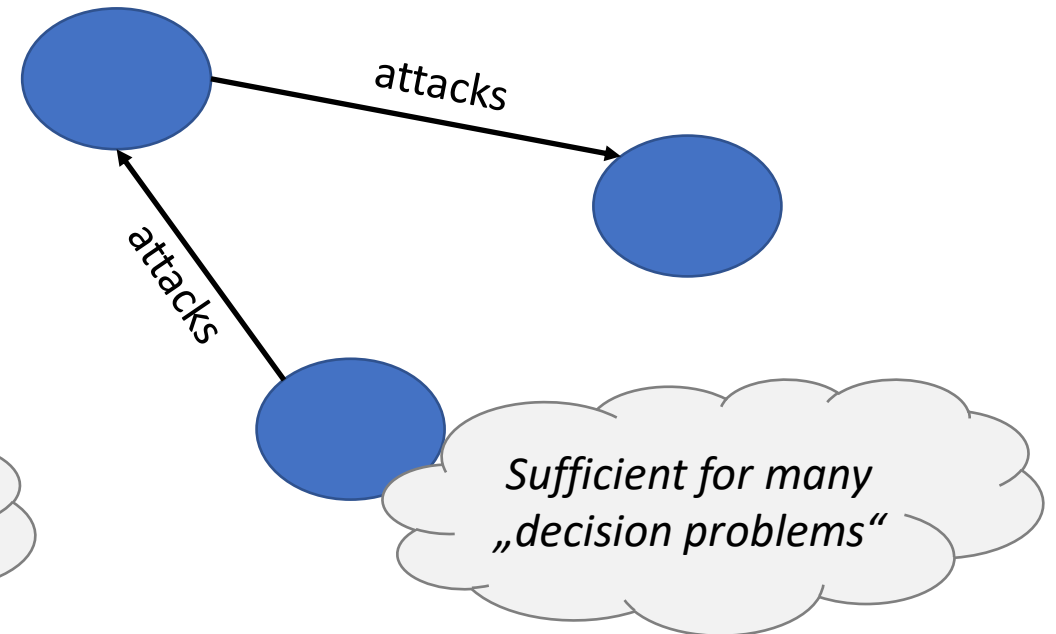 attacks
attacks
Sufficient for many
„decision problems“